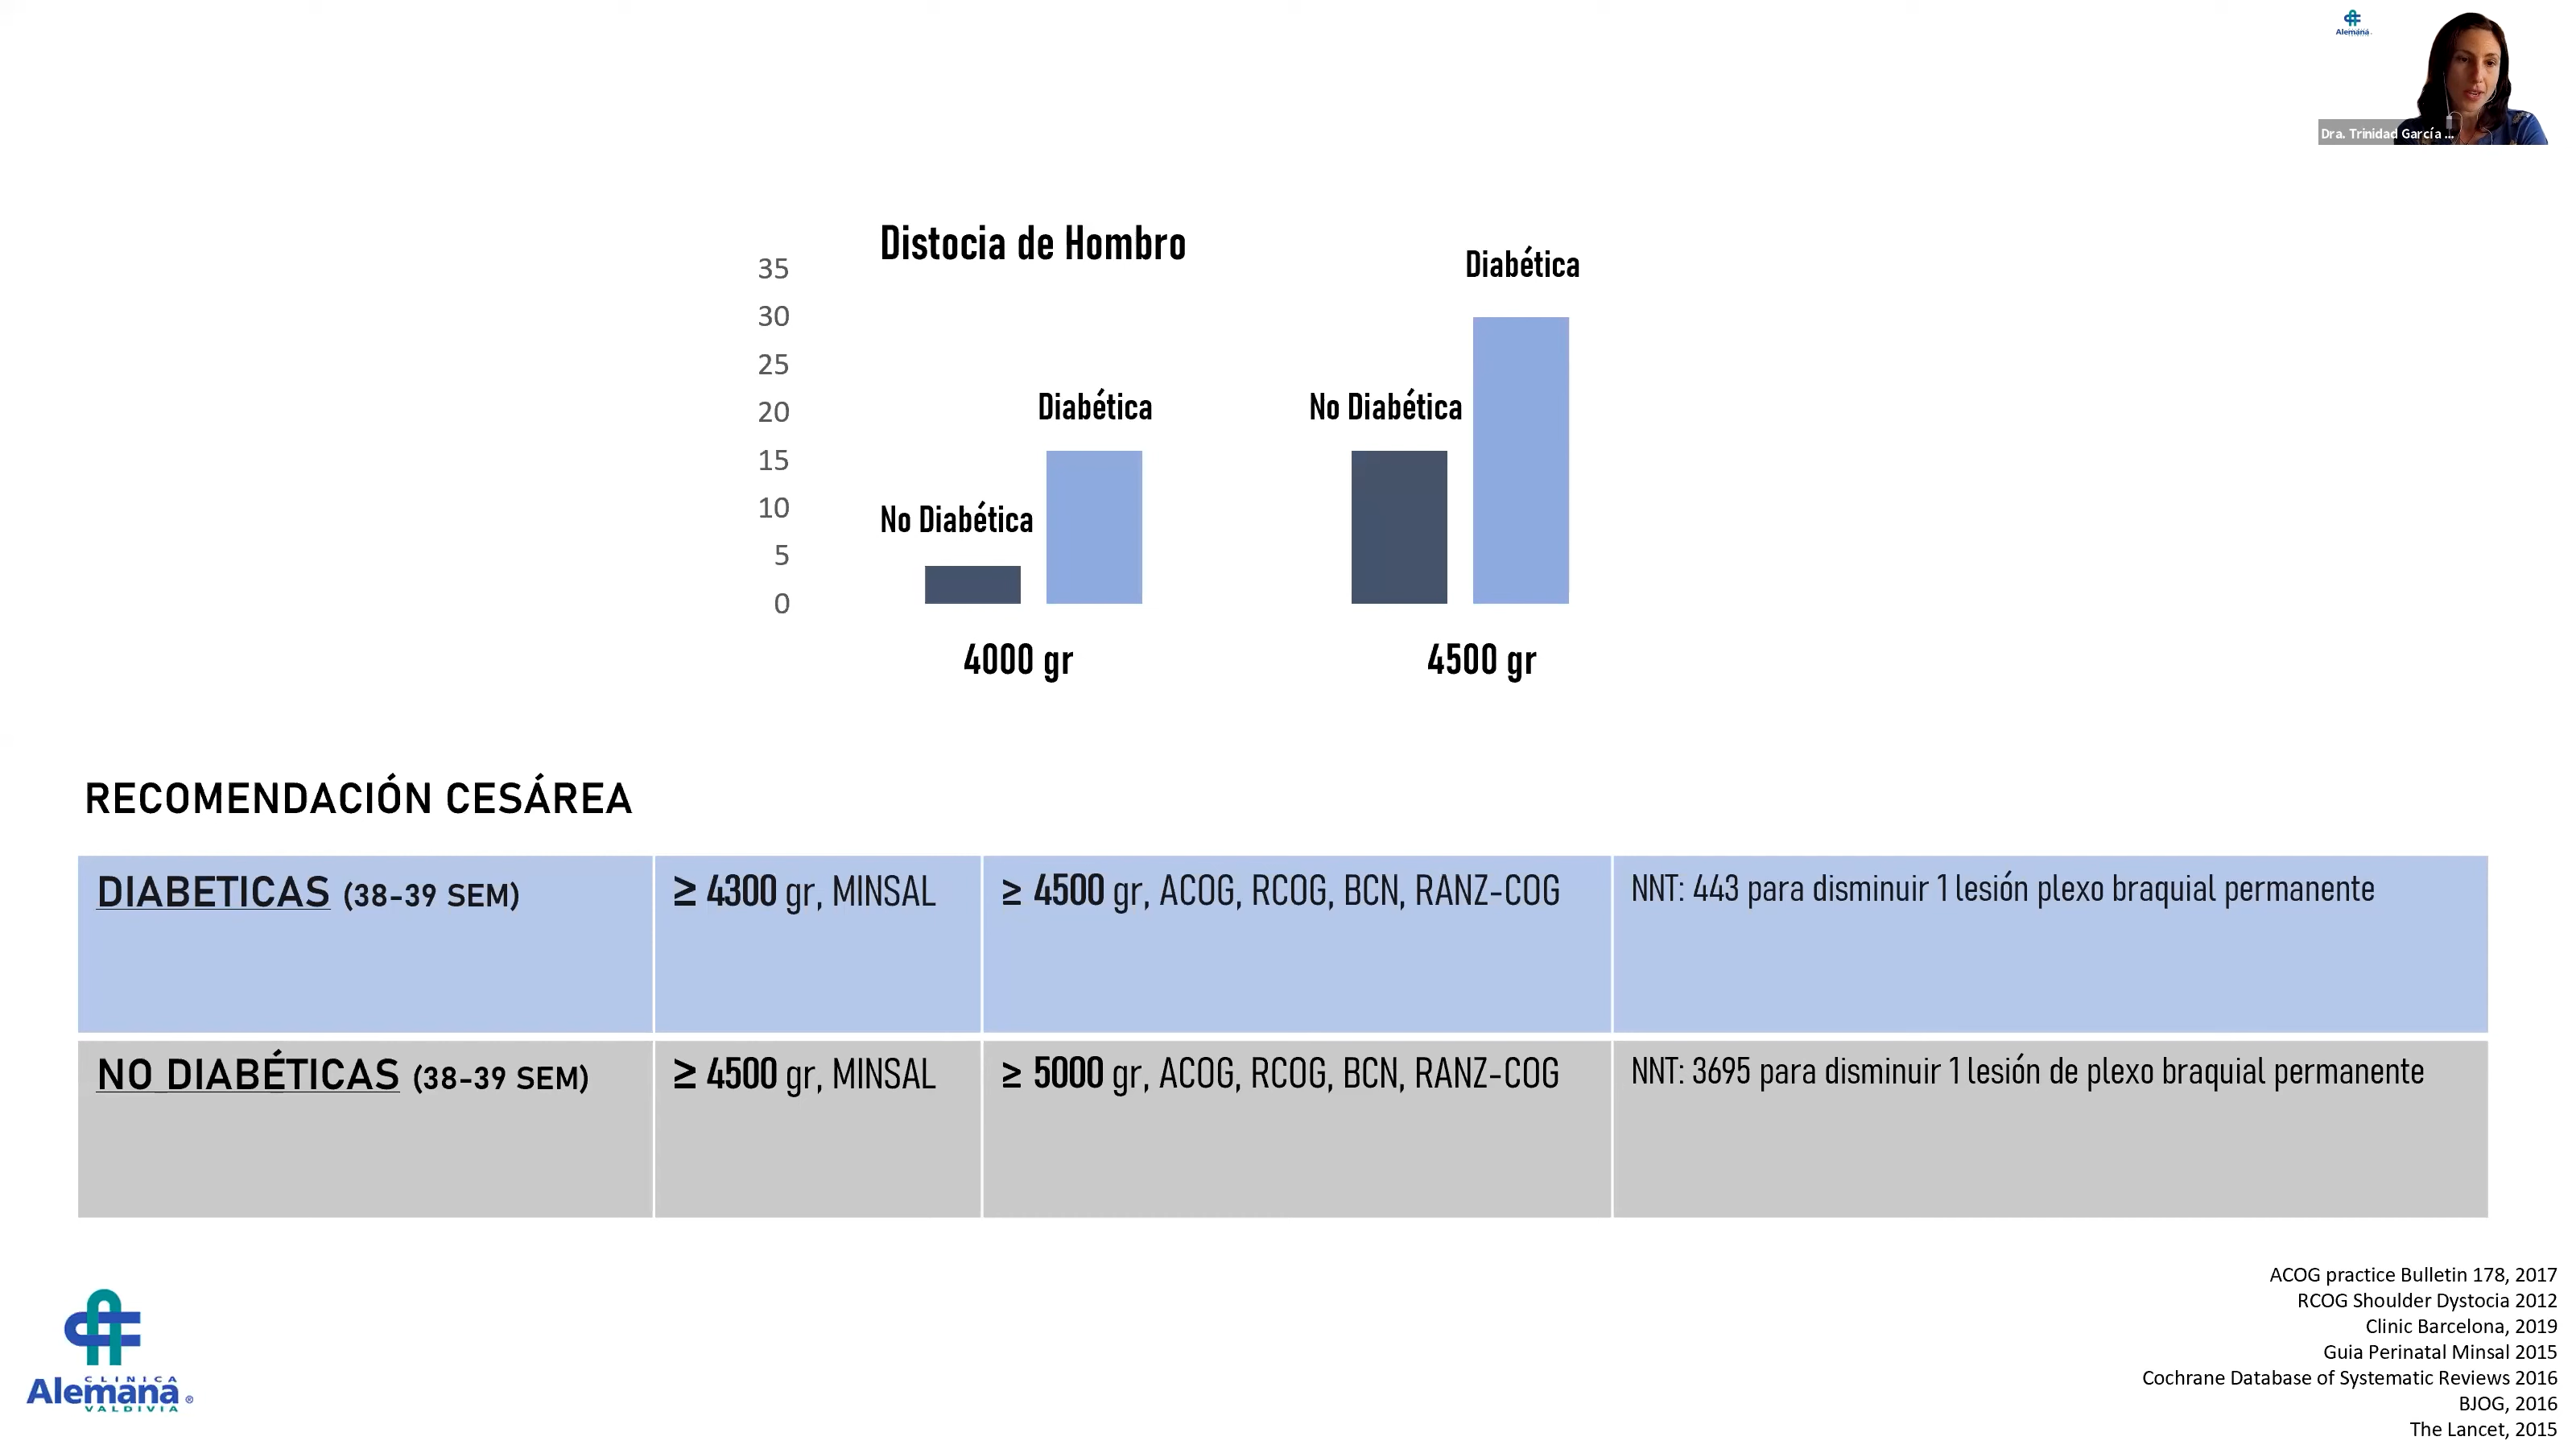 Alemana
Dra. Trinidad García ...
Distocia de Hombro
35
30
25
20
15
10
5
0
No Diabética
Diabética
No Diabética
Diabética
4000 gr
4500 gr
RECOMENDACIÓN CESÁREA
DIABETICAS (38-39 SEM)
≥ 4300 gr, MINSAL
≥ 4500 gr, ACOG, RCOG, BCN, RANZ-COG
NNT: 443 para disminuir 1 lesión plexo braquial permanente
NO DIABÉTICAS (38-39 SEM)
≥ 4500 gr, MINSAL
≥ 5000 gr, ACOG, RCOG, BCN, RANZ-COG
NNT: 3695 para disminuir 1 lesión de plexo braquial permanente
CLINICA
Alemana ®
VALDIVIA
ACOG practice Bulletin 178, 2017
RCOG Shoulder Dystocia 2012
Clinic Barcelona, 2019
Guia Perinatal Minsal 2015
Cochrane Database of Systematic Reviews 2016
BJOG, 2016
The Lancet, 2015